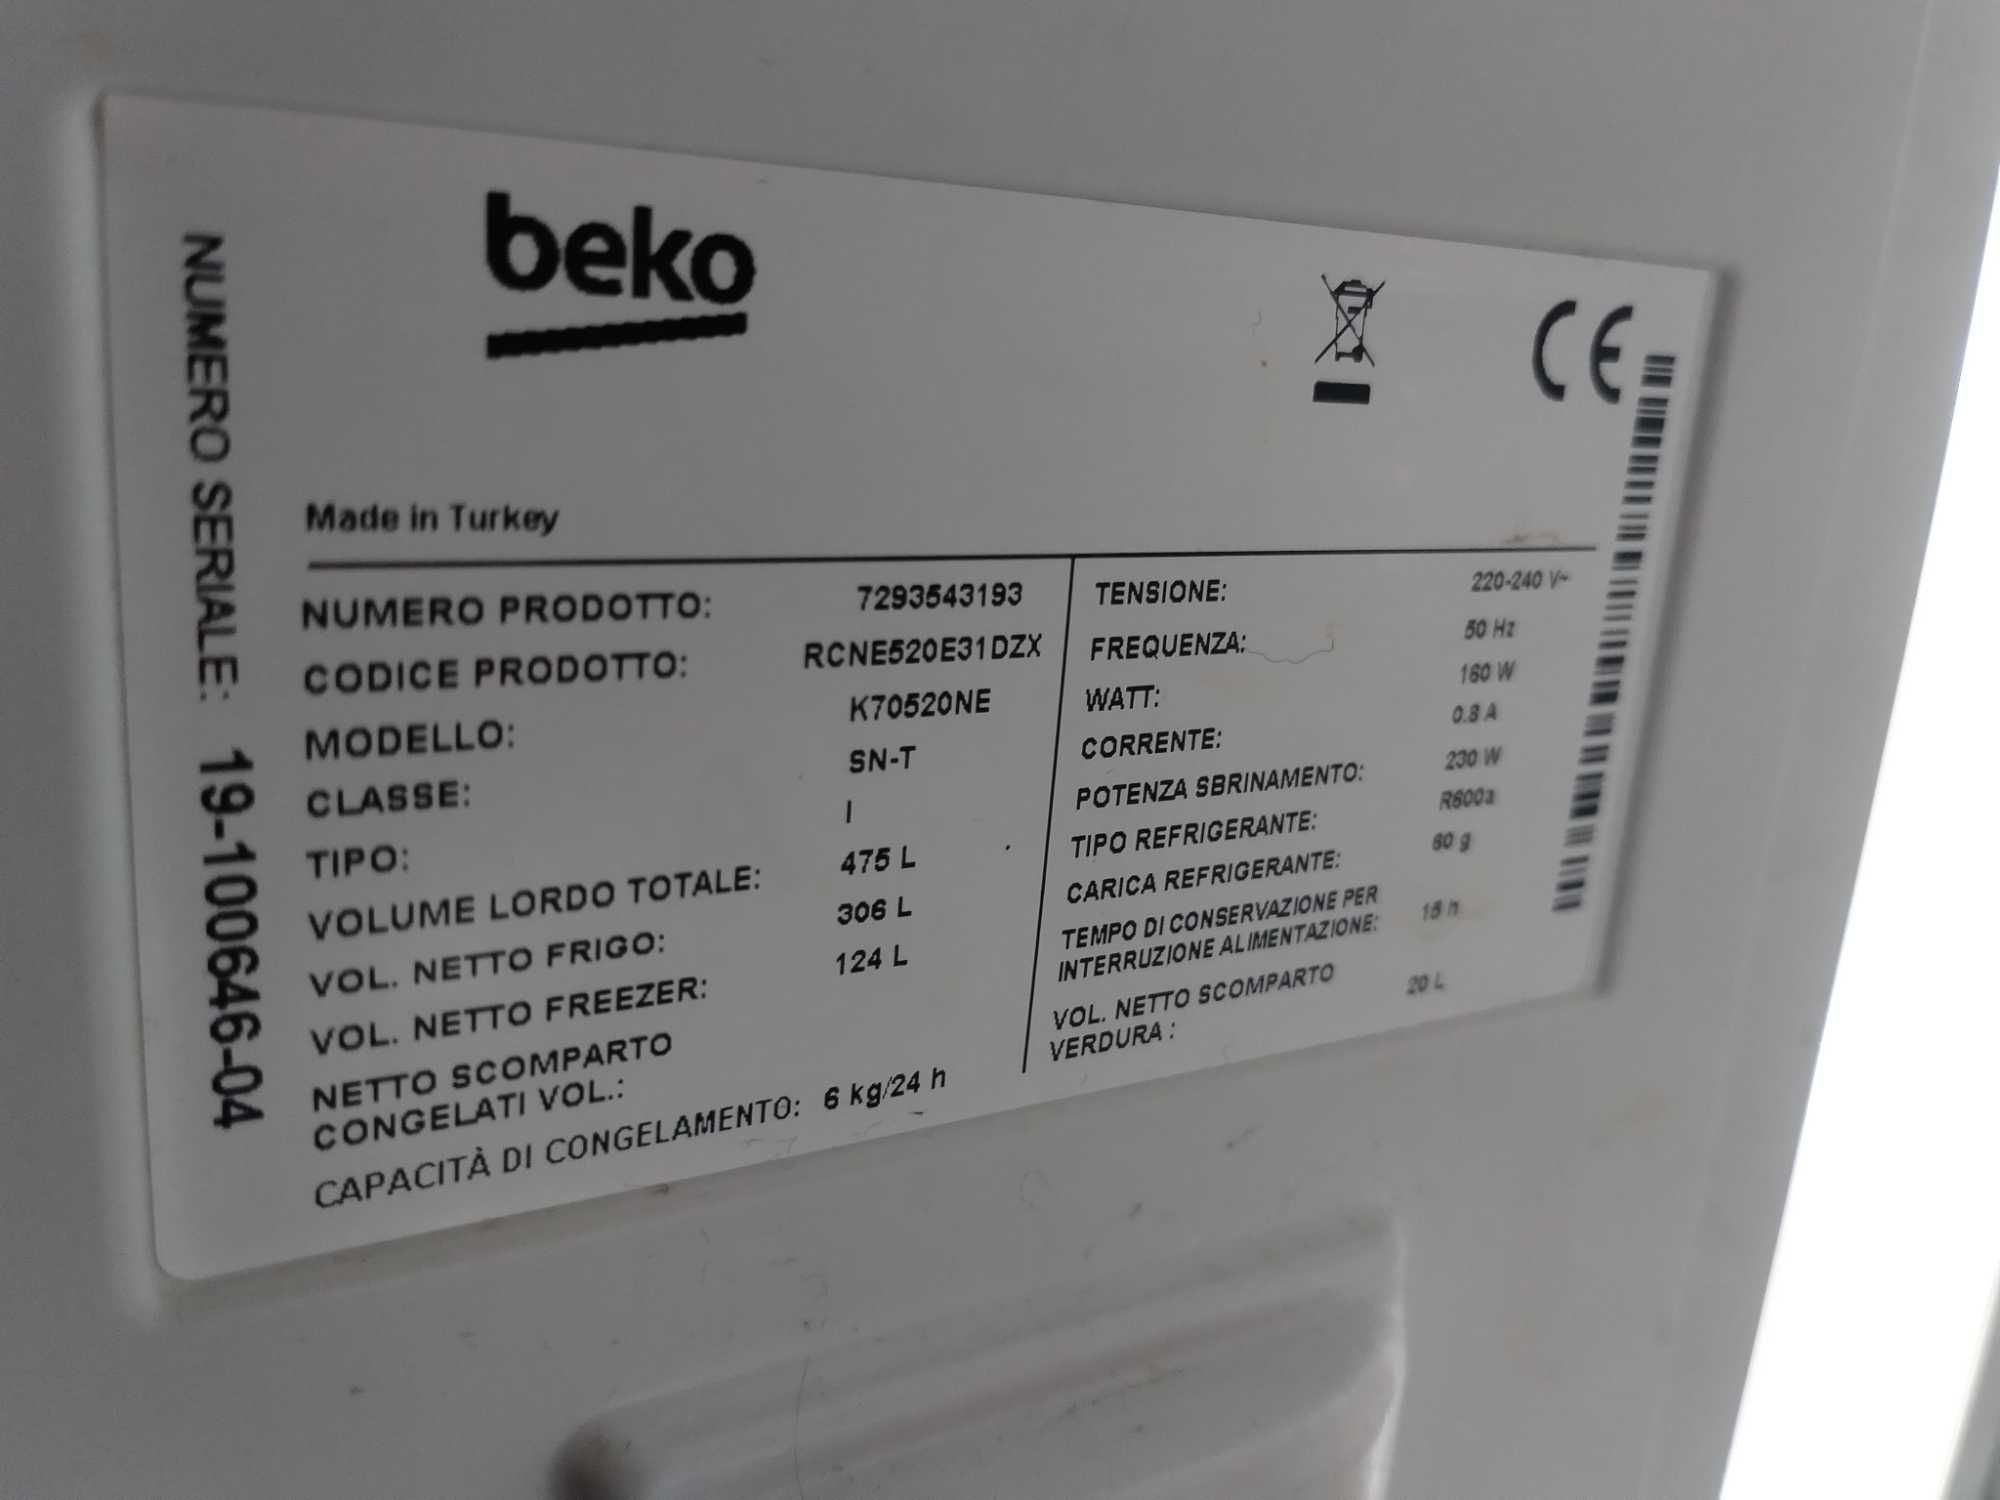 beko
CE
NUMERO SERIALE: 19-100646-04
Made in Turkey
NUMERO PRODOTTO: 7293543193
CODICE PRODOTTO: RCNE520E31DZX
MODELLO: K70520NE
CLASSE: SN-T
TIPO: I
VOLUME LORDO TOTALE: 475 L
VOL. NETTO FRIGO: 306 L
VOL. NETTO FREEZER: 124 L
NETTO SCOMPARTO
CONGELATI VOL.:
CAPACITÀ DI CONGELAMENTO: 6 kg/24 h
TENSIONE: 220-240 V~
FREQUENZA: 50 Hz
WATT: 160 W
CORRENTE: 0.8 A
POTENZA SBRINAMENTO: 230 W
TIPO REFRIGERANTE: R600a
CARICA REFRIGERANTE: 60 g
TEMPO DI CONSERVAZIONE PER
INTERRUZIONE ALIMENTAZIONE: 15 h
VOL. NETTO SCOMPARTO 20 L
VERDURA :